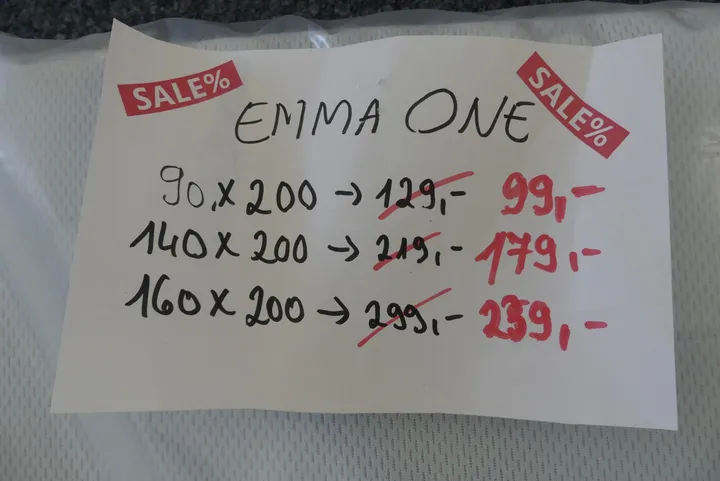 SALE%
SALE%
EMMA ONE
90 x 200 → 129,- 99,-
140 x 200 → 219,- 179,-
160 x 200 → 299,- 239,-